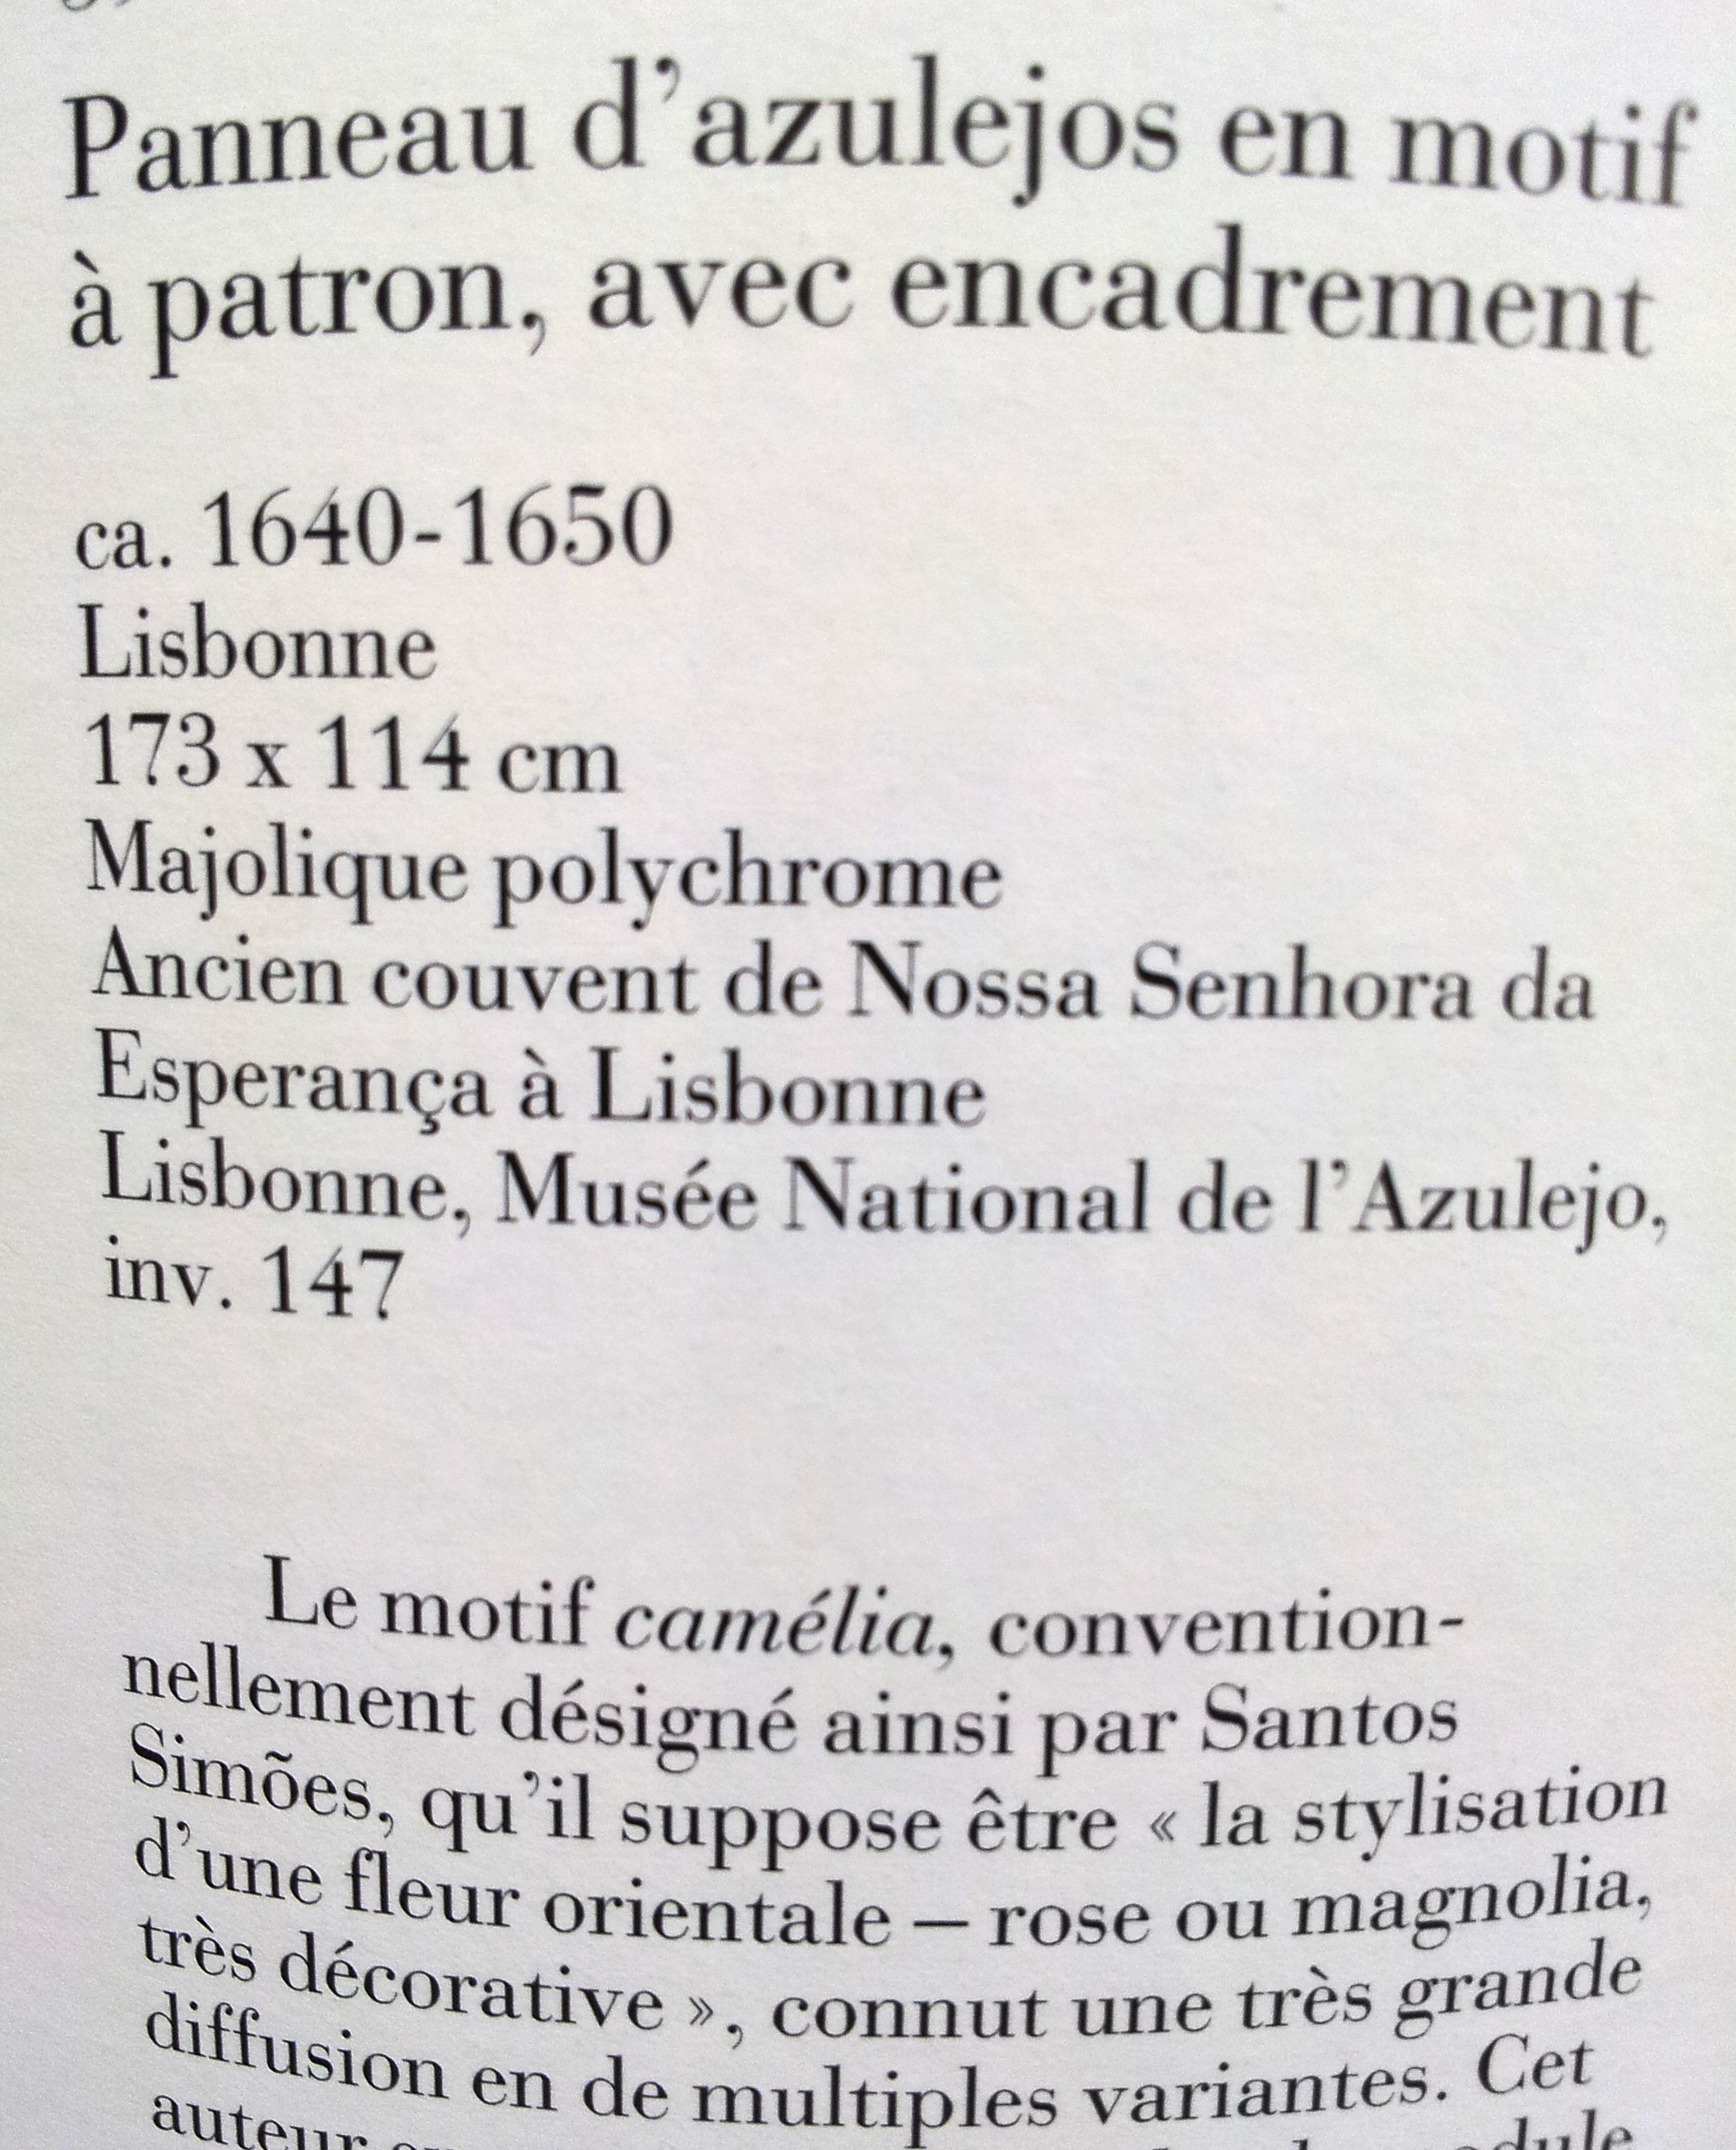 Panneau d'azulejos en motif
à patron, avec encadrement
ca. 1640-1650
Lisbonne
173 x 114 cm
Majolique polychrome
Ancien couvent de Nossa Senhora da
Esperança à Lisbonne
Lisbonne, Musée National de l'Azulejo,
inv. 147
Le motif camélia, convention-
nellement désigné ainsi par Santos
Simões, qu'il suppose être « la stylisation
d'une fleur orientale – rose ou magnolia,
très décorative », connut une très grande
diffusion en de multiples variantes. Cet
auteur